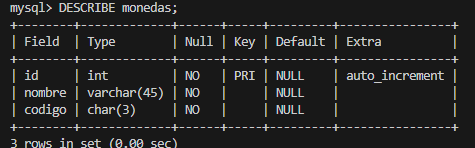 mysql> DESCRIBE monedas;
+--------+-------------+------+-----+---------+----------------+
| Field  | Type        | Null | Key | Default | Extra          |
+--------+-------------+------+-----+---------+----------------+
| id     | int         | NO   | PRI | NULL    | auto_increment |
| nombre | varchar(45) | NO   |     | NULL    |                |
| codigo | char(3)     | NO   |     | NULL    |                |
+--------+-------------+------+-----+---------+----------------+
3 rows in set (0.00 sec)